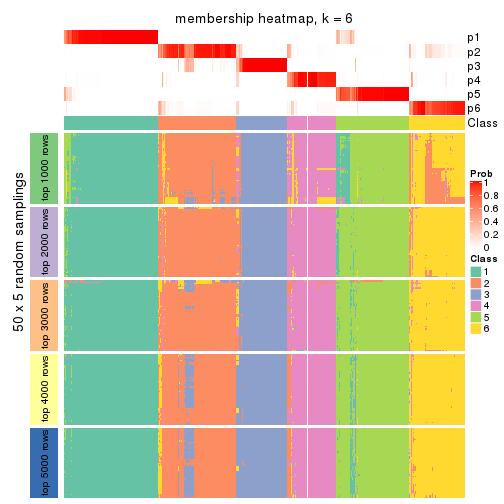 membership heatmap, k = 6
p1
p2
p3
p4
p5
p6
Class
50 x 5 random samplings
top 1000 rows
top 2000 rows
top 3000 rows
top 4000 rows
top 5000 rows
Prob
1
0.8
0.6
0.4
0.2
0
Class
1
2
3
4
5
6